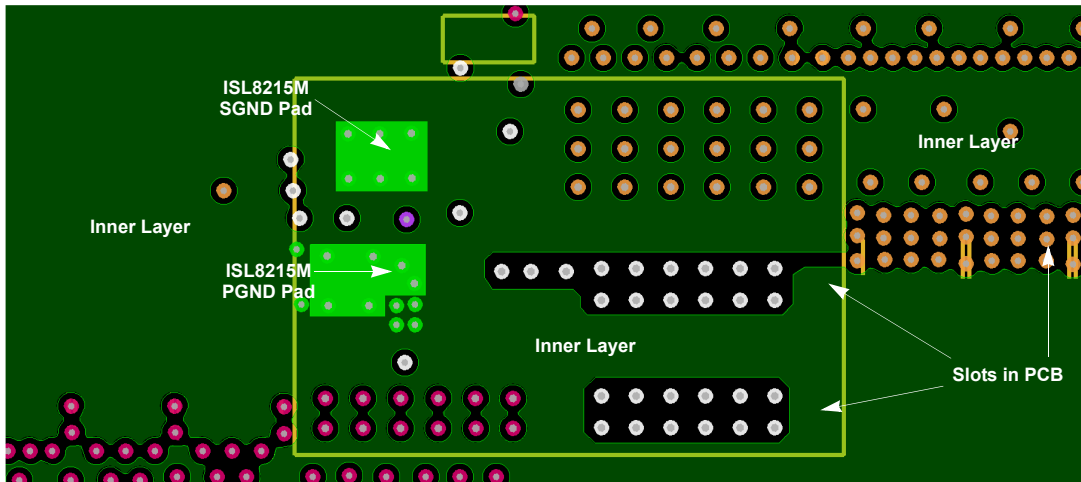 ISL8215M
SGND Pad
Inner Layer
Inner Layer
ISL8215M
PGND Pad
Inner Layer
Slots in PCB